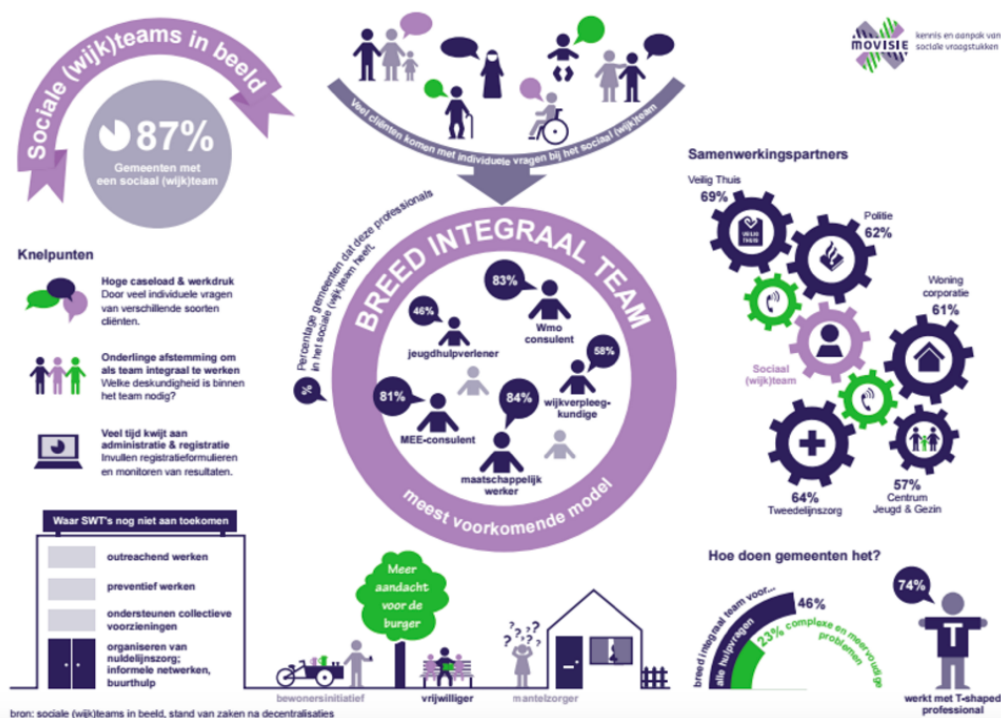 Sociale (wijk)teams in beeld
87%
Gemeenten met
een sociaal (wijk)team
Veel cliënten komen met individuele vragen bij het sociaal (wijk)team
MOVISIE
kennis en aanpak van
sociale vraagstukken
Knelpunten
Hoge caseload & werkdruk
Door veel individuele vragen
van verschillende soorten
cliënten.
Onderlinge afstemming om
als team integraal te werken
Welke deskundigheid is binnen
het team nodig?
Veel tijd kwijt aan
administratie & registratie
Invullen registratieformulieren
en monitoren van resultaten.
Percentage gemeenten dat deze professionals
in het sociale (wijk)team heeft
%
BREED INTEGRAAL TEAM
83%
Wmo
consulent
46%
jeugdhulpverlener
58%
wijkverpleeg-
kundige
81%
MEE-consulent
84%
maatschappelijk
werker
meest voorkomende model
Samenwerkingspartners
Veilig Thuis
69%
VEILIG
THUIS
Politie
62%
Woning
corporatie
61%
Sociaal
(wijk)team
64%
Tweedelijnszorg
57%
Centrum
Jeugd & Gezin
Waar SWT's nog niet aan toekomen
outreachend werken
preventief werken
ondersteunen collectieve
voorzieningen
organiseren van
nuldelijnszorg;
informele netwerken,
buurthulp
Meer
aandacht
voor de
burger
? ? ? ? ?
bewonersinitiatief
vrijwilliger
mantelzorger
Hoe doen gemeenten het?
breed integraal team voor...
alle hulpvragen
46%
23% complexe en meervoudige
problemen
74%
T
werkt met T-shaped
professional
bron: sociale (wijk)teams in beeld, stand van zaken na decentralisaties